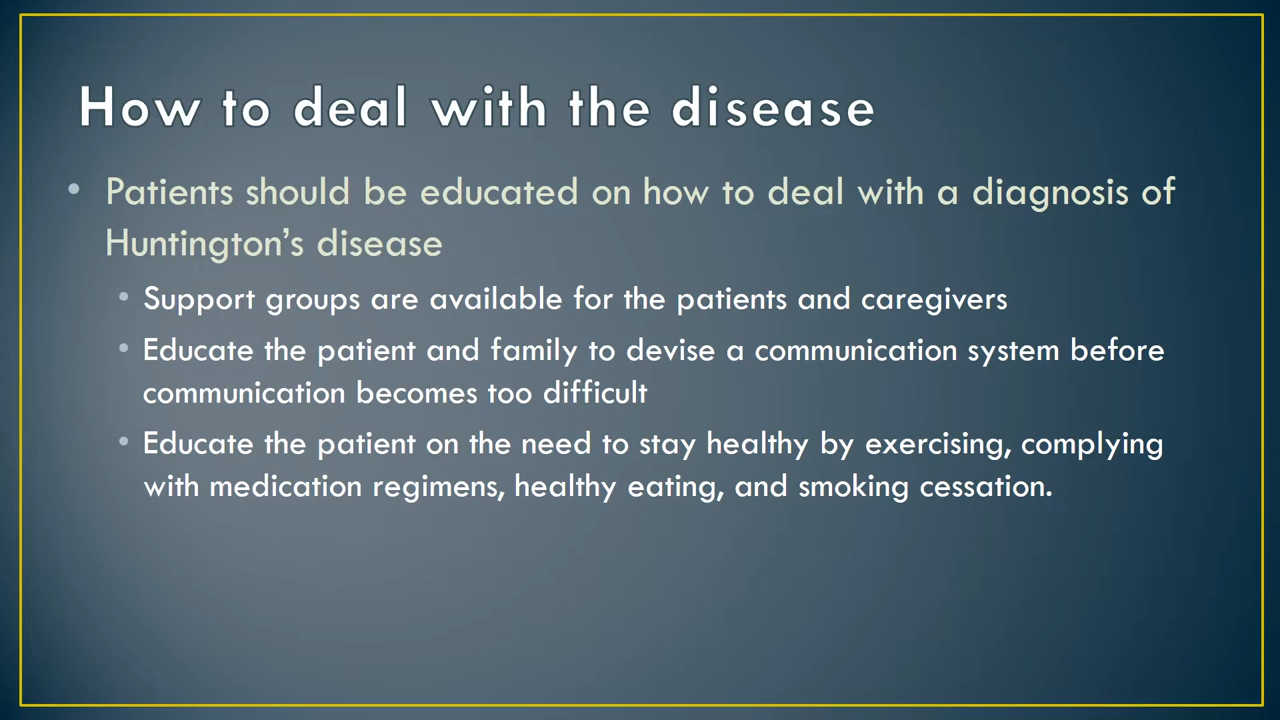 How to deal with the disease
• Patients should be educated on how to deal with a diagnosis of
Huntington’s disease
• Support groups are available for the patients and caregivers
• Educate the patient and family to devise a communication system before
communication becomes too difficult
• Educate the patient on the need to stay healthy by exercising, complying
with medication regimens, healthy eating, and smoking cessation.